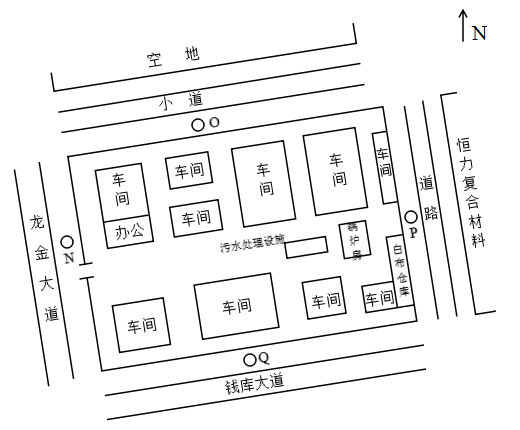 N
空 地
小 道
O
恒力复合材料
车间
车间
车间
车间
车间
道路
龙金大道
办公
车间
P
N
污水处理设施
锅炉房
白布仓库
车间
车间
车间
车间
Q
钱库大道